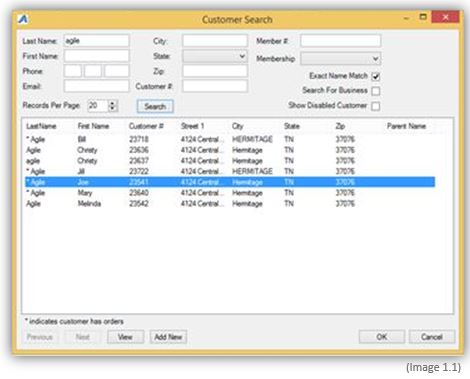 Customer Search
Last Name: agile City: Member #:
First Name: State: Membership
Phone: Zip: Exact Name Match
Email: Customer #: Search For Business
Records Per Page: 20 Search Show Disabled Customer
LastName First Name Customer # Street 1 City State Zip Parent Name
* Agile Bill 23718 4124 Central... HERMITAGE TN 37076
Agile Christy 23636 4124 Central... Hermitage TN 37076
agile Christy 23637 4124 Central... Hermitage TN 37076
* Agile Jill 23722 4124 Central... HERMITAGE TN 37076
* Agile Joe 23541 4124 Central... Hermitage TN 37076
* Agile Mary 23640 4124 Central... Hermitage TN 37076
Agile Melinda 23542 4124 Central... Hermitage TN 37076
* indicates customer has orders
Previous Next View Add New OK Cancel
(Image 1.1)